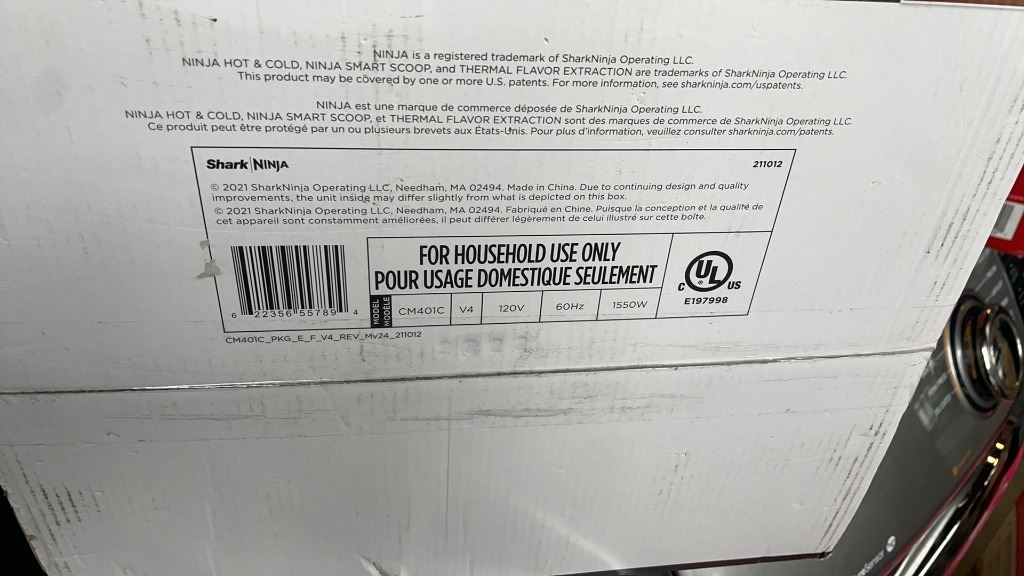 NINJA is a registered trademark of SharkNinja Operating LLC.
NINJA HOT & COLD, NINJA SMART SCOOP, and THERMAL FLAVOR EXTRACTION are trademarks of SharkNinja Operating LLC.
This product may be covered by one or more U.S. patents. For more information, see sharkninja.com/uspatents.
NINJA est une marque de commerce déposée de SharkNinja Operating LLC.
NINJA HOT & COLD, NINJA SMART SCOOP, et THERMAL FLAVOR EXTRACTION sont des marques de commerce de SharkNinja Operating LLC.
Ce produit peut être protégé par un ou plusieurs brevets aux États-Unis. Pour plus d'information, veuillez consulter sharkninja.com/patents.
Shark NINJA 211012
© 2021 SharkNinja Operating LLC, Needham, MA 02494. Made in China. Due to continuing design and quality
improvements, the unit inside may differ slightly from what is depicted on this box.
© 2021 SharkNinja Operating LLC, Needham, MA 02494. Fabriqué en Chine. Puisque la conception et la qualité de
cet appareil sont constamment améliorées, il peut différer légèrement de celui illustré sur cette boîte.
FOR HOUSEHOLD USE ONLY
POUR USAGE DOMESTIQUE SEULEMENT
C UL ® US
E197998
MODEL
MODÈLE
CM401C V4 120V 60Hz 1550W
6 22356 55789 4
CM401C_PKG_E_F_V4_REV_Mv24_211012